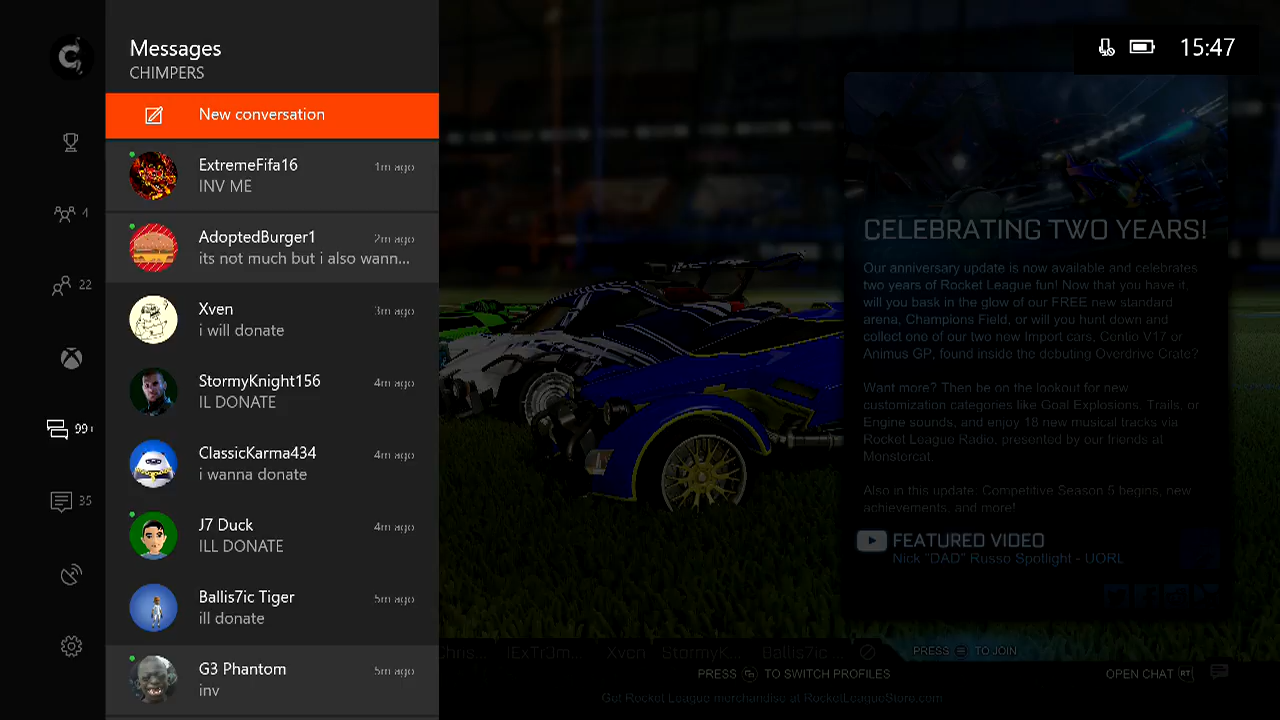 Messages
CHIMPERS
New conversation
ExtremeFifa16
1m ago
INV ME
AdoptedBurger1
2m ago
its not much but i also wann...
Xven
3m ago
i will donate
StormyKnight156
4m ago
IL DONATE
ClassicKarma434
4m ago
i wanna donate
J7 Duck
4m ago
ILL DONATE
Ballis7ic Tiger
5m ago
ill donate
G3 Phantom
5m ago
inv
4
22
99+
35
15:47
CELEBRATING TWO YEARS!
Our anniversary update is now available and celebrates
two years of Rocket League fun! Now that you have it,
will you bask in the glow of our FREE new standard
arena, Champions Field, or will you hunt down and
collect one of our two new Import cars, Centio V17 or
Animus GP, found inside the debuting Overdrive Crate?
Want more? Then be on the lookout for new
customization categories like Goal Explosions, Trails, or
Engine sounds, and enjoy 18 new musical tracks via
Rocket League Radio, presented by our friends at
Monstercat.
Also in this update: Competitive Season 5 begins, new
achievements, and more!
FEATURED VIDEO
Nick "DAD" Russo Spotlight - UORL
Chris... lExTr3m... Xven StormyK... Ballis7ic ...
PRESS TO JOIN
PRESS TO SWITCH PROFILES
OPEN CHAT RT
Get Rocket League merchandise at RocketLeagueStore.com